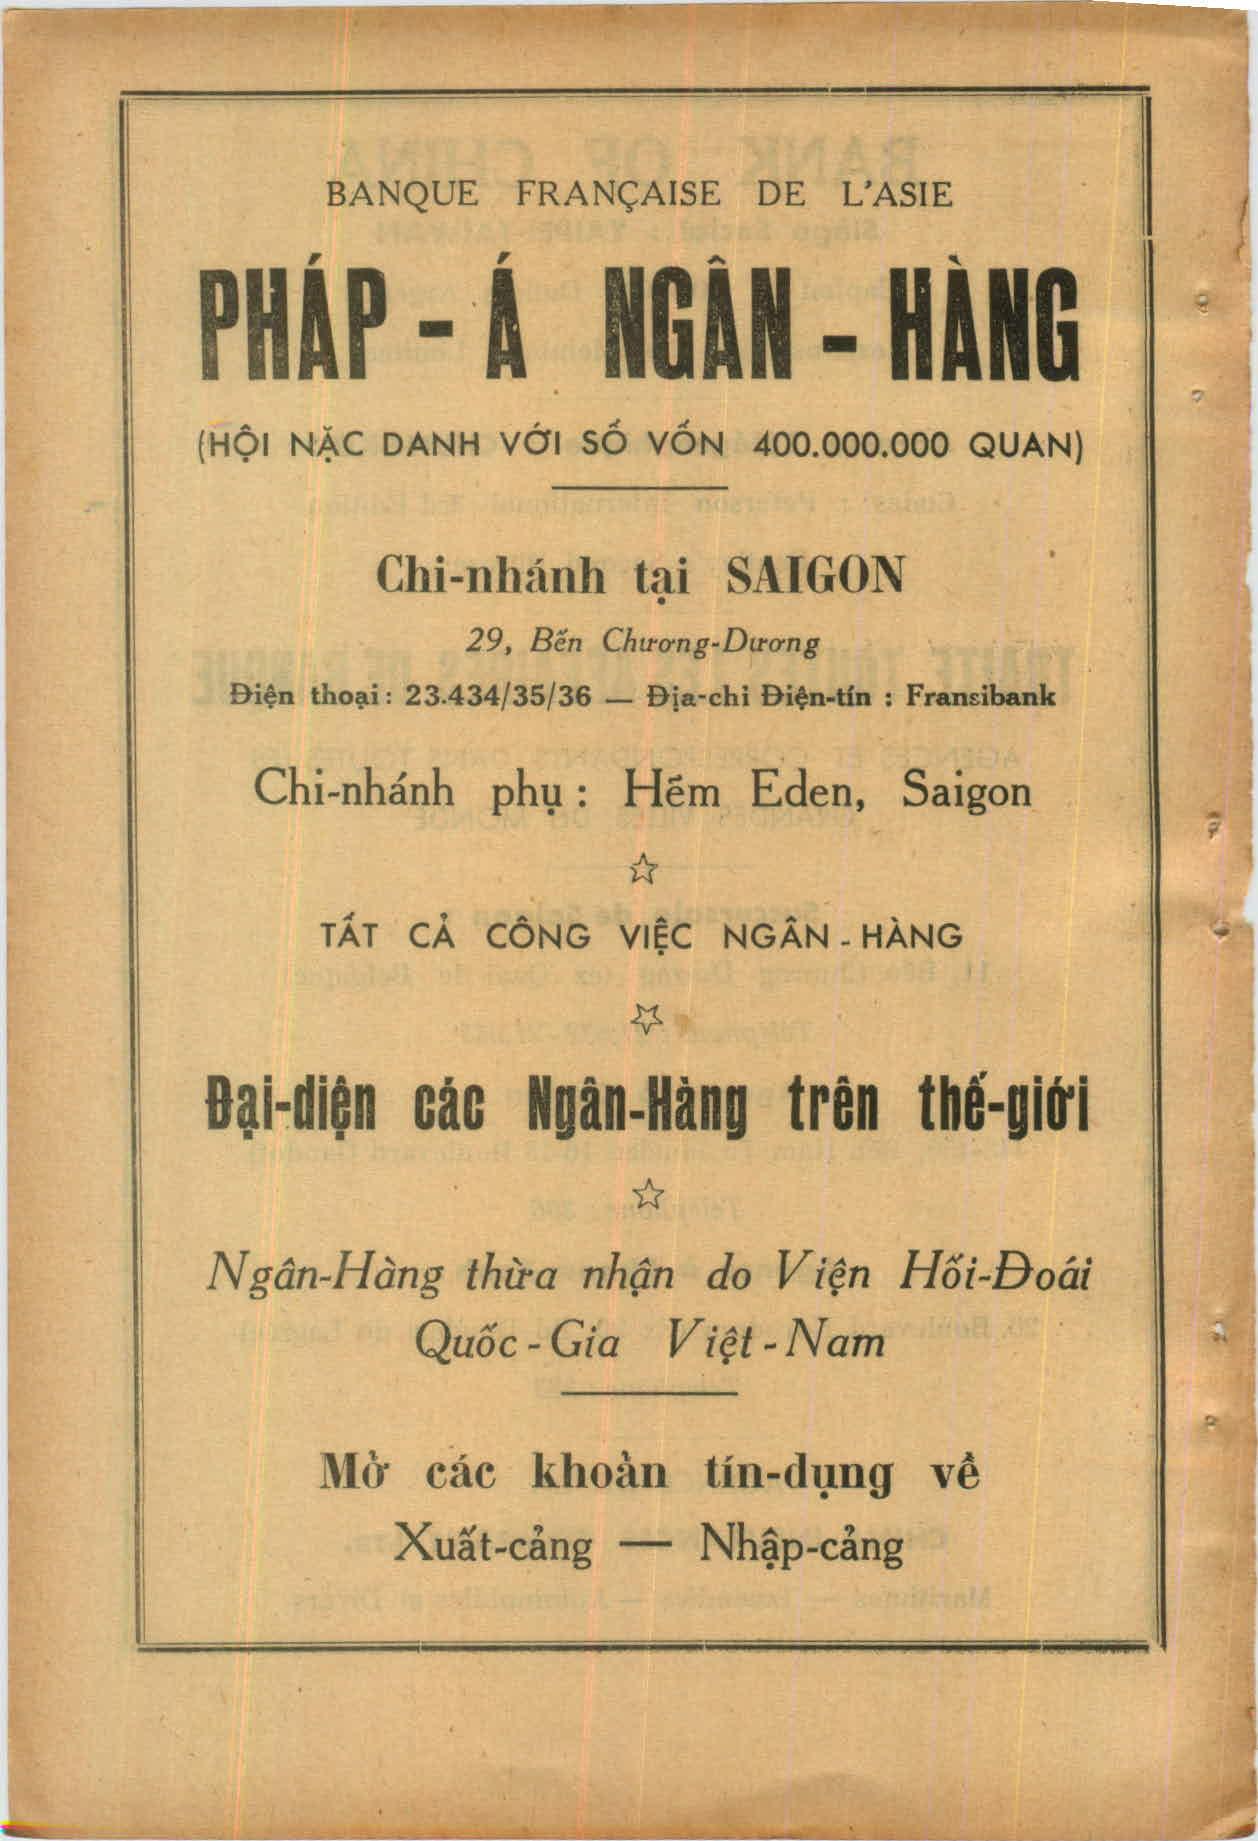 BANQUE FRANÇAISE DE L'ASIE
PHÁP - Á NGÂN - HÀNG
(HỘI NẶC DANH VỚI SỐ VỐN 400.000.000 QUAN)
Chi-nhánh tại SAIGON
29, Bến Chương-Dương
Điện thoại : 23.434/35/36 — Địa-chỉ Điện-tín : Fransibank
Chi-nhánh phụ : Hẽm Eden, Saigon
TẤT CẢ CÔNG VIỆC NGÂN - HÀNG
Đại-diện các Ngân-Hàng trên thế-giới
Ngân-Hàng thừa nhận do Viện Hối-Đoái
Quốc - Gia Việt - Nam
Mở các khoản tín-dụng về
Xuất-cảng — Nhập-cảng